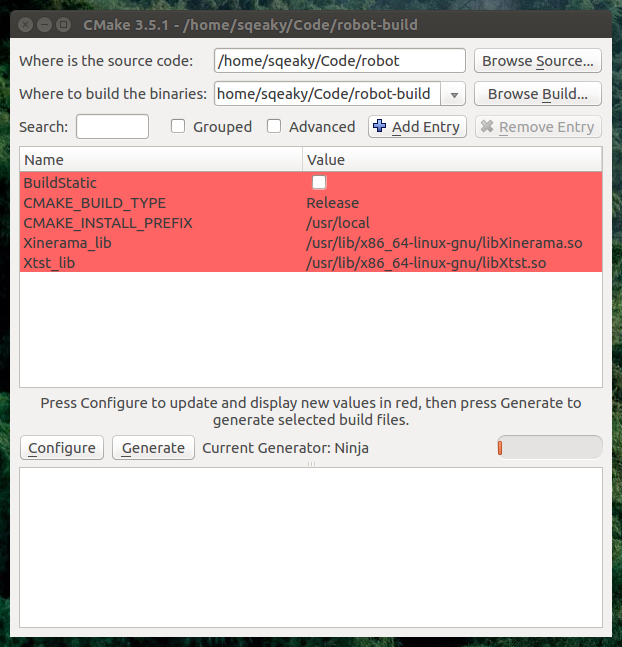 CMake 3.5.1 - /home/sqeaky/Code/robot-build
Where is the source code: /home/sqeaky/Code/robot Browse Source...
Where to build the binaries: home/sqeaky/Code/robot-build Browse Build...
Search: Grouped Advanced Add Entry Remove Entry
Name Value
BuildStatic
CMAKE_BUILD_TYPE Release
CMAKE_INSTALL_PREFIX /usr/local
Xinerama_lib /usr/lib/x86_64-linux-gnu/libXinerama.so
Xtst_lib /usr/lib/x86_64-linux-gnu/libXtst.so
Press Configure to update and display new values in red, then press Generate to
generate selected build files.
Configure Generate Current Generator: Ninja